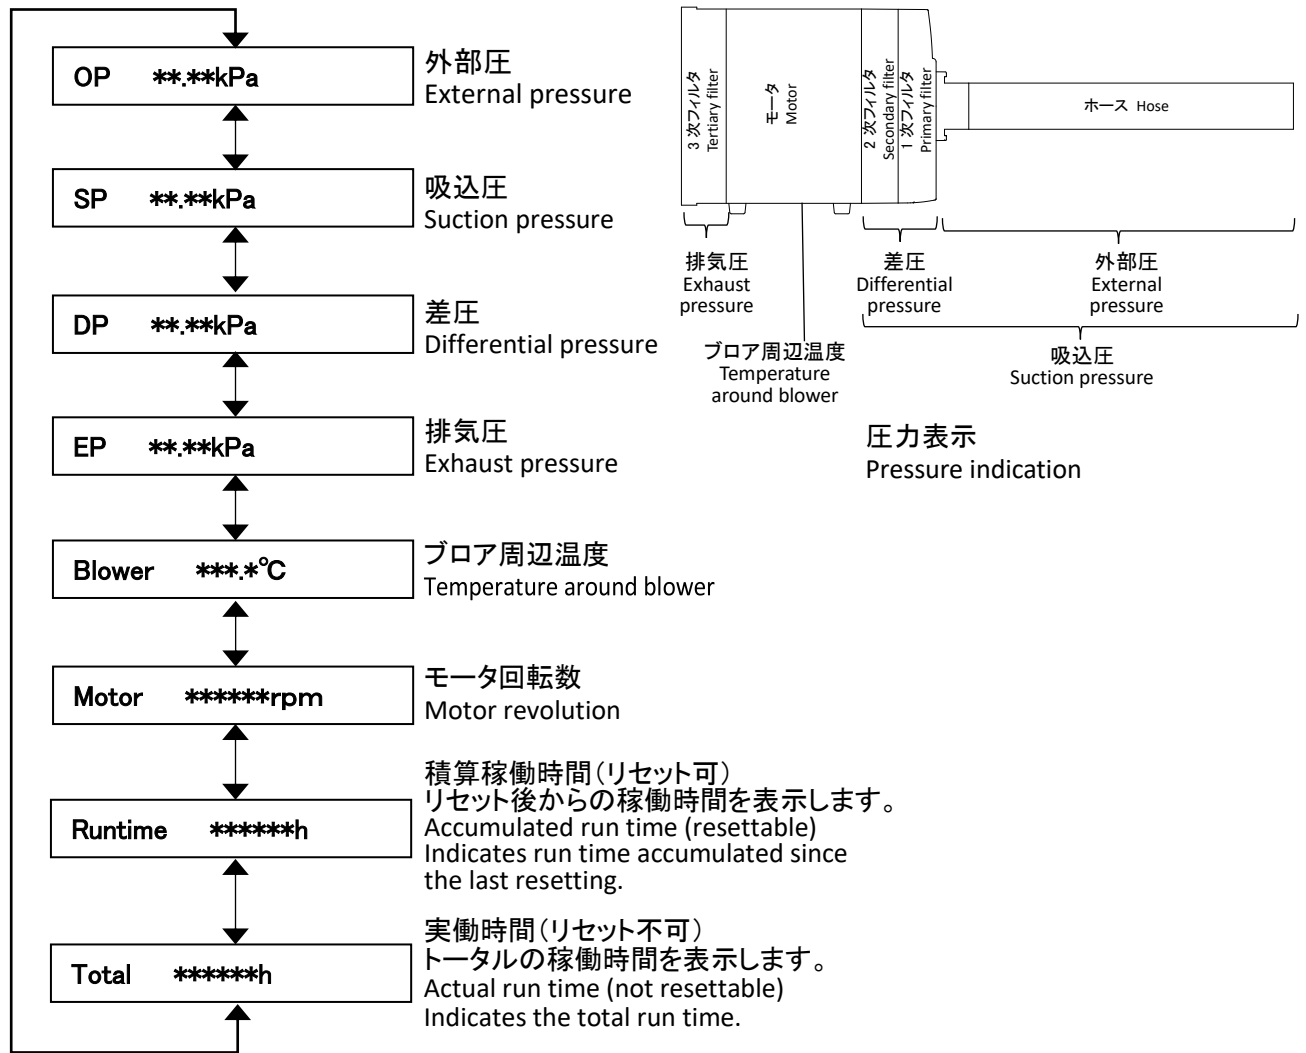 OP **.**kPa
外部圧
External pressure
SP **.**kPa
吸込圧
Suction pressure
DP **.**kPa
差圧
Differential pressure
EP **.**kPa
排気圧
Exhaust pressure
Blower ***.*℃
ブロア周辺温度
Temperature around blower
Motor ******rpm
モータ回転数
Motor revolution
Runtime ******h
積算稼働時間（リセット可）
リセット後からの稼働時間を表示します。
Accumulated run time (resettable)
Indicates run time accumulated since
the last resetting.
Total ******h
実働時間（リセット不可）
トータルの稼働時間を表示します。
Actual run time (not resettable)
Indicates the total run time.
3 次フィルタ
Tertiary filter
モータ
Motor
2 次フィルタ
Secondary filter
1 次フィルタ
Primary filter
ホース Hose
排気圧
Exhaust
pressure
差圧
Differential
pressure
外部圧
External
pressure
ブロア周辺温度
Temperature
around blower
吸込圧
Suction pressure
圧力表示
Pressure indication